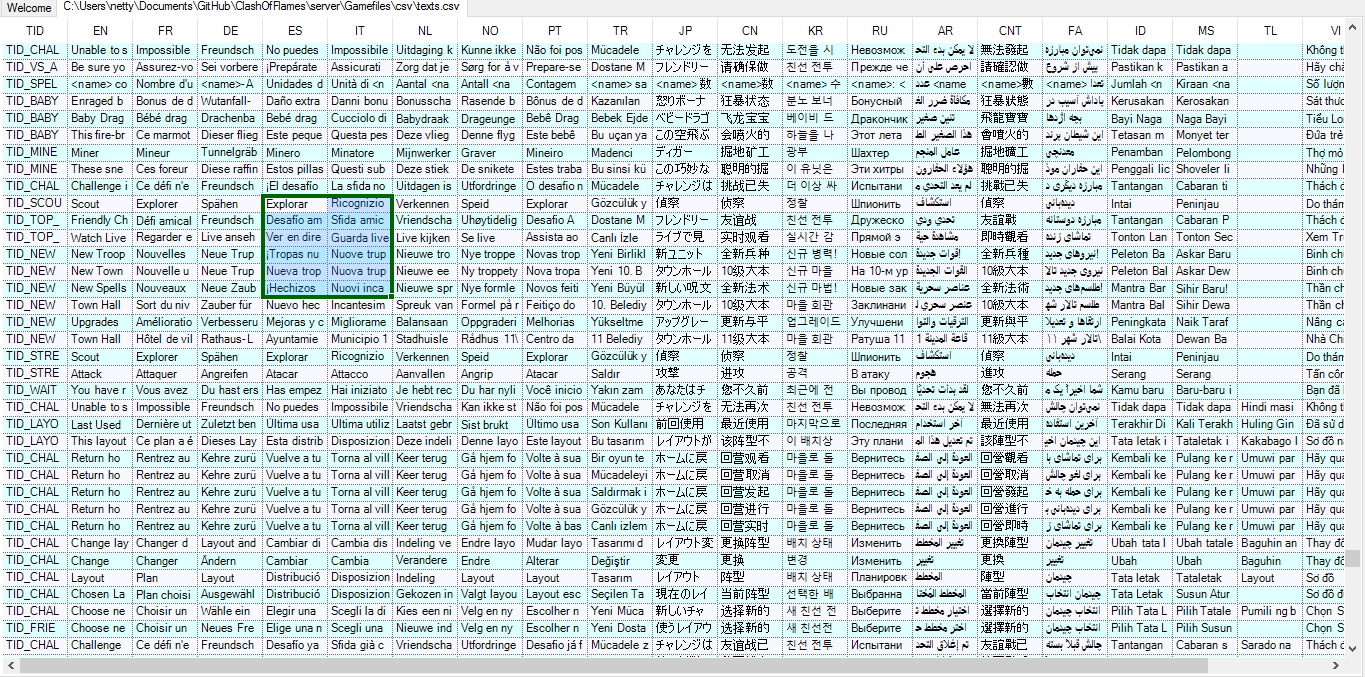 Welcome C:\Users\netty\Documents\GitHub\ClashOfFlames\server\Gamefiles\csv\texts.csv
TID EN FR DE ES IT NL NO PT TR JP CN KR RU AR CNT FA ID MS TL VI
TID_CHAL Unable to s Impossible Freundsch No puedes Impossibile Uitdaging k Kunne ikke Não foi pos Mücadele チャレンジを 无法发起 도전을 시 Невозмож لا يمكن بدء التح 無法發起 نمی‌توان مبارزه Tidak dapa Tidak dapa Không t
TID_VS_A Be sure yo Assurez-vo Sei vorbere ¡Prepárate Assicurati Zorg dat je Sørg for å v Prepare-se Dostane M フレンドリー 请确保做 친선 전투 Прежде че احرص على أن 請確認做 پیش از شروع Pastikan k Pastikan a Hãy chắc
TID_SPEL <name> co Nombre d'u <name>-A Unidades d Unità di <n Aantal <na Antall <na Contagem <name> sa <name> 数 <name> 数 <name> 수 <name>: < عدد <name <name>數 تعداد <name Jumlah <n Kiraan <na Số lượn
TID_BABY Enraged b Bonus de d Wutanfall- Daño extra Danni bonu Bonusscha Rasende b Bônus de d Kazanılan 怒りボーナ 狂暴状态 분노 보너 Бонусный مكافأة ضرر الغ 狂暴狀態 پاداش آسیب در Kerusakan Kerosakan Sát thươ
TID_BABY Baby Drag Bébé drag Drachenba Bebé drag Cucciolo di Babydraak Drageunge Bebê Drag Bebek Ejde ベビードラゴ 飞龙宝宝 베이비 드 Дракончик تنين صغير 飛龍寶寶 بچه اژدها Bayi Naga Naga Bayi Tiểu Lon
TID_BABY This fire-br Ce marmot Dieser flieg Este peque Questa pes Deze vlieg Denne flyg Este bebê Bu uçan ya この空飛ぶ 会喷火的 하늘을 나 Этот лета هذا الصغير الط 會噴火的 این شیطان پرند Tetasan m Monyet ter Đứa trẻ
TID_MINE Miner Mineur Tunnelgräb Minero Minatore Mijnwerker Graver Mineiro Madenci ディガー 掘地矿工 광부 Шахтер عامل المنجم 掘地礦工 معدنچی Penamban Pelombong Thợ mỏ
TID_MINE These sne Ces foreur Diese raffin Estos pillas Questi sub Deze stiek De snikete Estes traba Bu sinsi kü この巧妙な 聪明的掘 이 유닛은 Эти хитры هؤلاء الحفارون 聰明的掘 این حفاران موذ Penggali lic Shoveler li Những l
TID_CHAL Challenge i Ce défi n'e Freundsch ¡El desafío La sfida no Uitdagen is Utfordringe O desafio n Mücadele チャレンジは 挑战已失 더 이상 싸 Испытани لم يعد التحدي م 挑戰已失 مبارزه دیگری د Tantangan Cabaran ti Thách đ
TID_SCOU Scout Explorer Spähen Explorar Ricognizio Verkennen Speid Explorar Gözcülük y 偵察 侦察 정찰 Шпионить استكشاف 偵察 دیده‌بانی Intai Peninjau Do thám
TID_TOP_ Friendly Ch Défi amical Freundsch Desafío am Sfida amic Vriendscha Uhøytidelig Desafio A Dostane M フレンドリー 友谊战 친선 전투 Дружеско تحدي ودي 友誼戰 مبارزه دوستانه Tantangan Cabaran P Thách đ
TID_TOP_ Watch Live Regarder e Live anseh Ver en dire Guarda live Live kijken Se live Assista ao Canlı İzle ライブで見 实时观看 실시간 감 Прямой э مشاهدة حية 即時觀看 تماشای زنده Tonton Lan Tonton Sec Xem Trự
TID_NEW New Troop Nouvelles Neue Trup ¡Tropas nu Nuove trup Nieuwe tro Nye troppe Novas trop Yeni Birlikl 新ユニット 全新兵种 신규 병력! Новые сол قوات جديدة! 全新兵種 نیروهای جدید! Peleton Ba Askar Baru Binh chủ
TID_NEW New Town Nouvelle u Neue Trup Nueva trop Nuova trup Nieuwe ee Ny troppety Nova tropa Yeni 10. B タウンホール 10級大本 신규 마을 На 10-м ур القوات الجديدة 10級大本 نیروی جدید تالا Peleton Bal Askar Dew Binh chủ
TID_NEW New Spells Nouveaux Neue Zaub ¡Hechizos Nuovi inca Nieuwe spr Nye formle Novos feiti Yeni Büyül 新しい呪文 全新法术 신규 마법! Новые зак عناصر سحرية 全新法術 طلسم‌های جدید! Mantra Bar Sihir Baru! Thần ch
TID_NEW Town Hall Sort du niv Zauber für Nuevo hec Incantesim Spreuk van Formel på r Feitiço do 10. Belediy タウンホール 10级大本 마을 회관 Заклинани عنصر سحري ل 10級大本 طلسم تالار شه Mantra Bal Sihir Dewa Thần ch
TID_NEW Upgrades Amélioratio Verbesseru Mejoras y c Migliorame Balansaan Oppgraderi Melhorias Yükseltme アップグレー 更新与平 업그레이드 Улучшени الترقيات والتوا 更新與平 ارتقاها و تعدیلا Peningkata Naik Taraf Nâng cấ
TID_NEW Town Hall Hôtel de vil Rathaus-L Ayuntamie Municipio 1 Stadhuisle Rådhus 11\ Centro da 11 Belediy タウンホール 11级大本 마을 회관 Ратуша 11 قاعة المدينة 1 11級大本 تالار شهر ۱۱\ Balai Kota Dewan Ba Nhà Chí
TID_STRE Scout Explorer Spähen Explorar Ricognizio Verkennen Speid Explorar Gözcülük y 偵察 侦察 정찰 Шпионить استكشاف 偵察 دیده‌بانی Intai Peninjau Do thám
TID_STRE Attack Attaquer Angreifen Atacar Attacco Aanvallen Angrip Atacar Saldır 攻撃 进攻 공격 В атаку هجوم 進攻 حمله Serang Serang Tấn côn
TID_WAIT You have r Vous avez Du hast ers Has empez Hai iniziato Je hebt rec Du har nyli Você inicio Yakın zam あなたはチ 您不久前 최근에 전 Вы провод لقد بدأت تحديًا 您不久前 شما اخیراً یک م Kamu baru Baru-baru i Bạn đã l
TID_CHAL Unable to s Impossible Freundsch No puedes Impossibile Vriendscha Kan ikke st Não foi pos Mücadele チャレンジを 无法再次 친선 전투 Невозмож لا يمكن بدء التح 無法再次 نمی‌توان چالش Tidak dapa Tidak dapa Hindi masi Không t
TID_LAYO Last Used Dernière ut Zuletzt ben Última usa Ultima utiliz Laatst gebr Sist brukt Último usa Son Kullanı 前回使用 最近使用 마지막으로 Последняя آخر استخدام 最近使用 آخرین استفاده Terakhir Di Kali Terakh Huling Gin Đã sử d
TID_LAYO This layout Ce plan a é Dieses Lay Esta distrib Disposizion Deze indeli Denne layo Este layout Bu tasarım レイアウトが 该阵型不 이 배치상 Эту плани تم تعديل هذا الم 該陣型不 این چیدمان اخیر Tata letak i Tataletak i Kakabago l Sơ đồ nà
TID_CHAL Return ho Rentrez au Kehre zurü Vuelve a tu Torna al vill Keer terug Gå hjem fo Volte à sua Bir oyun te ホームに戻 回营观看 마을로 돌 Вернитесь العودة إلى الصف 回營觀看 برای تماشای با Kembali ke Pulang ke r Umuwi par Hãy qua
TID_CHAL Return ho Rentrez au Kehre zurü Vuelve a tu Torna al vill Keer terug Gå hjem fo Volte à sua Mücadeleyi ホームに戻 回营取消 마을로 돌 Вернитесь العودة إلى الصف 回營取消 برای لغو چالش Kembali ke Pulang ke r Umuwi par Hãy qua
TID_CHAL Return ho Rentrez au Kehre zurü Vuelve a tu Torna al vill Keer terug Gå hjem fo Volte à sua Saldırmak i ホームに戻 回营发起 마을로 돌 Вернитесь العودة إلى الصف 回營發起 برای حمله به خ Kembali ke Pulang ke r Umuwi par Hãy qua
TID_CHAL Return ho Rentrez au Kehre zurü Vuelve a tu Torna al vill Keer terug Gå hjem fo Volte à sua Gözcülük y ホームに戻 回营进行 마을로 돌 Вернитесь العودة إلى الصف 回營進行 برای دیده‌بانی ب Kembali ke Pulang ke r Umuwi par Hãy qua
TID_CHAL Return ho Rentrez au Kehre zurü Vuelve a tu Torna al vill Keer terug Gå hjem fo Volte à bas Canlı izlem ホームに戻 回营实时 마을로 돌 Вернитесь العودة إلى الصف 回營即時 برای تماشای ز Kembali ke Pulang ke r Umuwi par Hãy qua
TID_CHAL Change lay Changer d Layout änd Cambiar di Cambia dis Indeling ve Endre layo Mudar layo Tasarımı d レイアウト変 更换阵型 배치 상태 Изменить تغيير المخطط 更換陣型 تغییر چیدمان Ubah tata l Ubah tatale Baguhin an Thay đổ
TID_CHAL Change Changer Ändern Cambiar Cambia Verandere Endre Alterar Değiştir 変更 更换 변경 Изменить تغيير 更換 تغییر Ubah Ubah Baguhin Thay đổ
TID_CHAL Layout Plan Layout Distribució Disposizion Indeling Layout Layout Tasarım レイアウト 阵型 배치 상태 Планировк المخطط 陣型 چیدمان Tata letak Tataletak Layout Sơ đồ
TID_CHAL Chosen La Plan choisi Ausgewähl Distribució Disposizion Gekozen in Valgt layou Layout esc Seçilen Ta 現在のレイ 当前阵型 선택한 배 Выбранна المخطط المُختا 當前陣型 چیدمان انتخاب Tata Letak Susun Atur Sơ đồ đã
TID_CHAL Choose ne Choisir un Wähle ein Elegir una Scegli la di Kies een ni Velg en ny Escolher n Yeni Müca 新しいチャ 选择新的 새 친선 전 Выберите اختيار مخطط ت 選擇新的 انتخاب چیدمان Pilih Tata L Pilih Tatale Pumili ng b Chọn S
TID_FRIE Choose ne Choisir un Neues Fre Elige una n Scegli una Nieuwe ind Velg en ny Escolher n Yeni Dosta 使うレイアウ 选择新的 새 친선전 Выберите اختر مخطط جد 選擇新的 انتخاب چیدمان Pilih Tata L Pilih Susun Chọn S
TID_CHAL Challenge Ce défi n'e Freundsch Desafío ya Sfida già c Vriendscha Utfordringe Desafio já f Mücadele z チャレンジは 友谊战已 친선 전투 Испытани تم إغلاق التحد 友誼戰已 چالش قبلاً بسته Tantangan Cabaran s Sarado na Thách đ